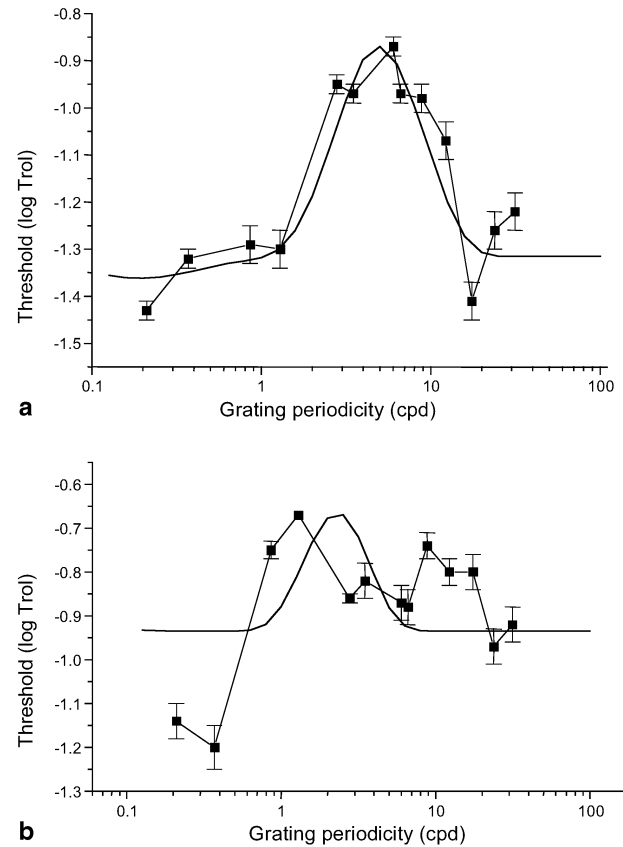 -0.8
-0.9
-1.0
-1.1
-1.2
-1.3
-1.4
-1.5
Threshold (log Trol)
0.1 1 10 100
Grating periodicity (cpd)
a
-0.6
-0.7
-0.8
-0.9
-1.0
-1.1
-1.2
-1.3
Threshold (log Trol)
0.1 1 10 100
Grating periodicity (cpd)
b